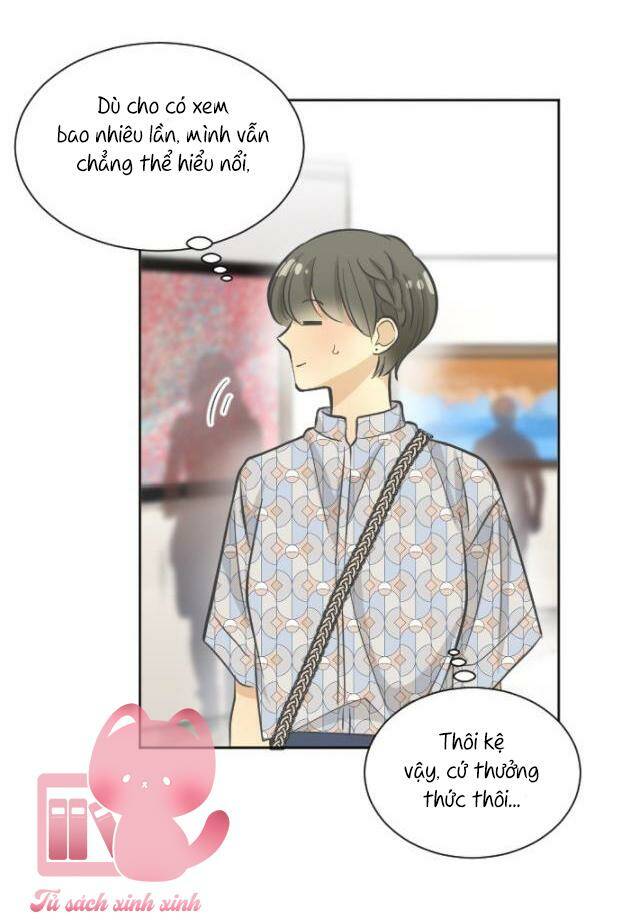 Dù cho có xem
bao nhiêu lần, mình vẫn
chẳng thể hiểu nổi.
Thôi kệ
vậy, cứ thưởng
thức thôi...
Tủ sách xinh xinh